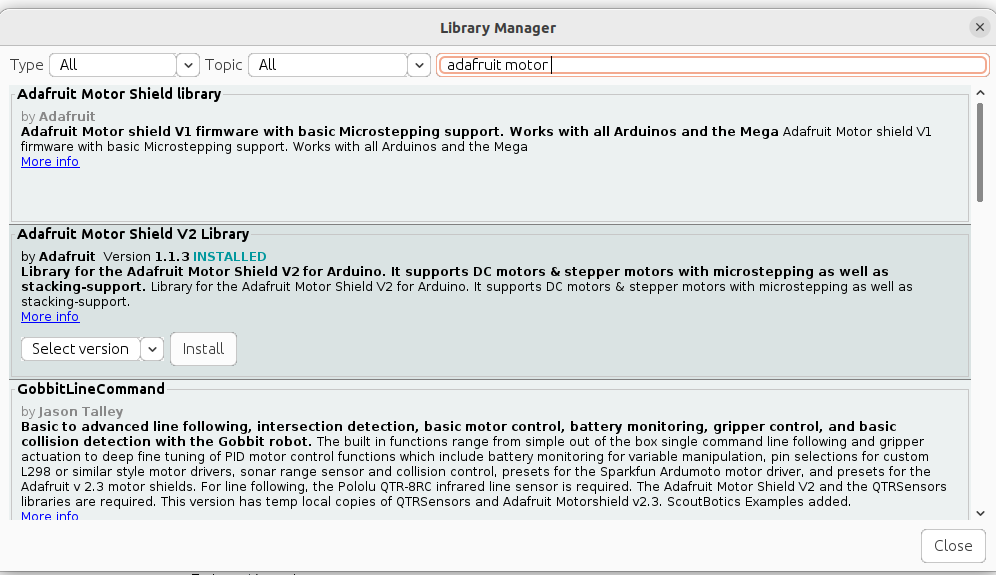 Library Manager
Type All Topic All adafruit motor
Adafruit Motor Shield library
by Adafruit
Adafruit Motor shield V1 firmware with basic Microstepping support. Works with all Arduinos and the Mega Adafruit Motor shield V1
firmware with basic Microstepping support. Works with all Arduinos and the Mega
More info
Adafruit Motor Shield V2 Library
by Adafruit Version 1.1.3 INSTALLED
Library for the Adafruit Motor Shield V2 for Arduino. It supports DC motors & stepper motors with microstepping as well as
stacking-support. Library for the Adafruit Motor Shield V2 for Arduino. It supports DC motors & stepper motors with microstepping as well as
stacking-support.
More info
Select version Install
GobbitLineCommand
by Jason Talley
Basic to advanced line following, intersection detection, basic motor control, battery monitoring, gripper control, and basic
collision detection with the Gobbit robot. The built in functions range from simple out of the box single command line following and gripper
actuation to deep fine tuning of PID motor control functions which include battery monitoring for variable manipulation, pin selections for custom
L298 or similar style motor drivers, sonar range sensor and collision control, presets for the Sparkfun Ardumoto motor driver, and presets for the
Adafruit v 2.3 motor shields. For line following, the Pololu QTR-8RC infrared line sensor is required. The Adafruit Motor Shield V2 and the QTRSensors
libraries are required. This version has temp local copies of QTRSensors and Adafruit Motorshield v2.3. ScoutBotics Examples added.
More info
Close